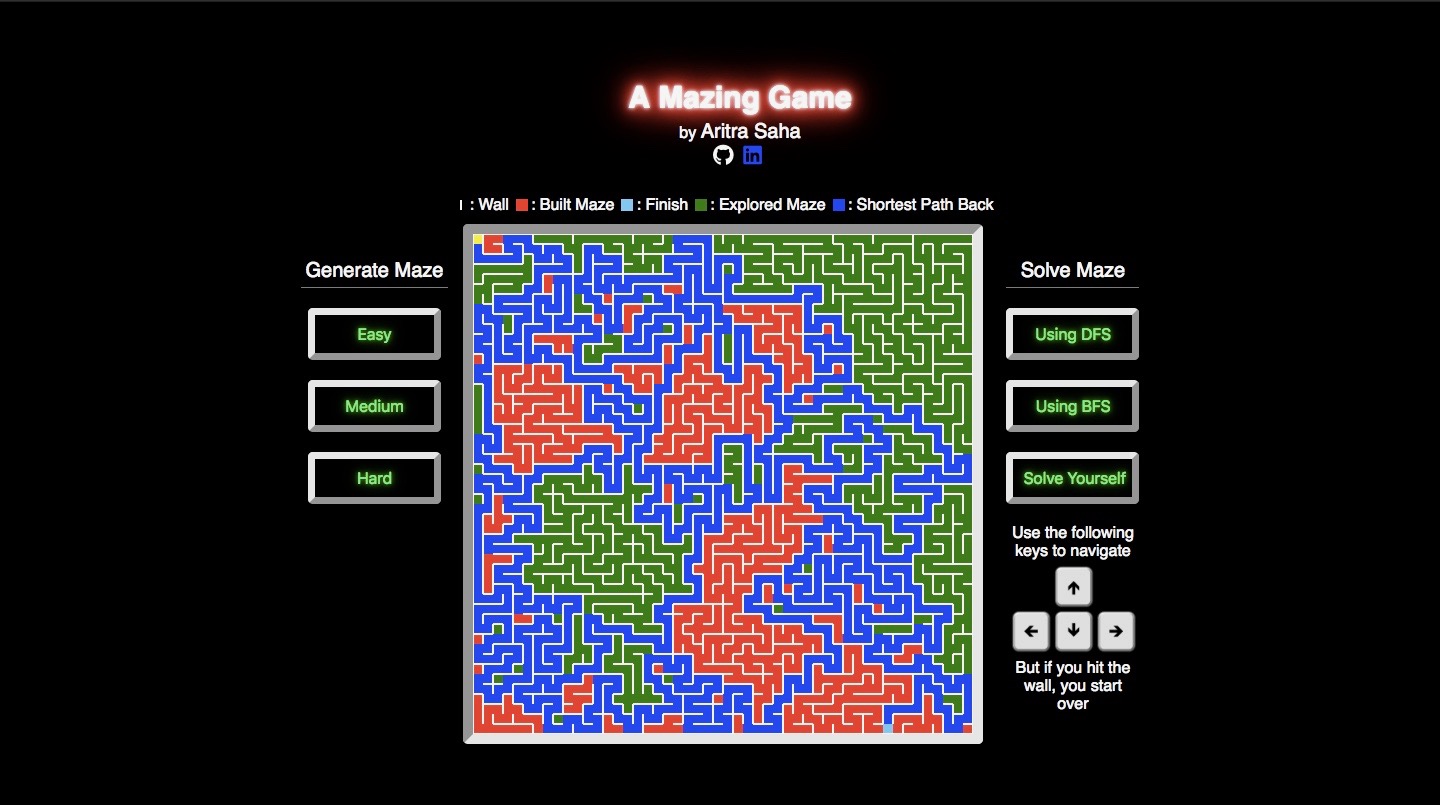 A Mazing Game
by Aritra Saha
in
: Wall : Built Maze : Finish : Explored Maze : Shortest Path Back
Generate Maze
Easy
Medium
Hard
Solve Maze
Using DFS
Using BFS
Solve Yourself
Use the following
keys to navigate
But if you hit the
wall, you start
over